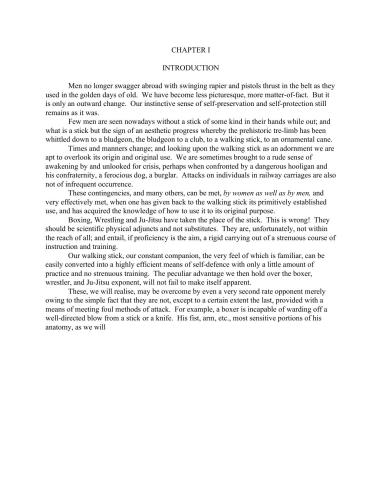 CHAPTER I
INTRODUCTION
Men no longer swagger abroad with swinging rapier and pistols thrust in the belt as they
used in the golden days of old. We have become less picturesque, more matter-of-fact. But it
is only an outward change. Our instinctive sense of self-preservation and self-protection still
remains as it was.
Few men are seen nowadays without a stick of some kind in their hands while out; and
what is a stick but the sign of an aesthetic progress whereby the prehistoric tre-limb has been
whittled down to a bludgeon, the bludgeon to a club, to a walking stick, to an ornamental cane.
Times and manners change; and looking upon the walking stick as an adornment we are
apt to overlook its origin and original use. We are sometimes brought to a rude sense of
awakening by and unlooked for crisis, perhaps when confronted by a dangerous hooligan and
his confraternity, a ferocious dog, a burglar. Attacks on individuals in railway carriages are also
not of infrequent occurrence.
These contingencies, and many others, can be met, by women as well as by men, and
very effectively met, when one has given back to the walking stick its primitively established
use, and has acquired the knowledge of how to use it to its original purpose.
Boxing, Wrestling and Ju-Jitsu have taken the place of the stick. This is wrong! They
should be scientific physical adjuncts and not substitutes. They are, unfortunately, not within
the reach of all; and entail, if proficiency is the aim, a rigid carrying out of a strenuous course of
instruction and training.
Our walking stick, our constant companion, the very feel of which is familiar, can be
easily converted into a highly efficient means of self-defence with only a little amount of
practice and no strenuous training. The peculiar advantage we then hold over the boxer,
wrestler, and Ju-Jitsu exponent, will not fail to make itself apparent.
These, we will realise, may be overcome by even a very second rate opponent merely
owing to the simple fact that they are not, except to a certain extent the last, provided with a
means of meeting foul methods of attack. For example, a boxer is incapable of warding off a
well-directed blow from a stick or a knife. His fist, arm, etc., most sensitive portions of his
anatomy, as we will